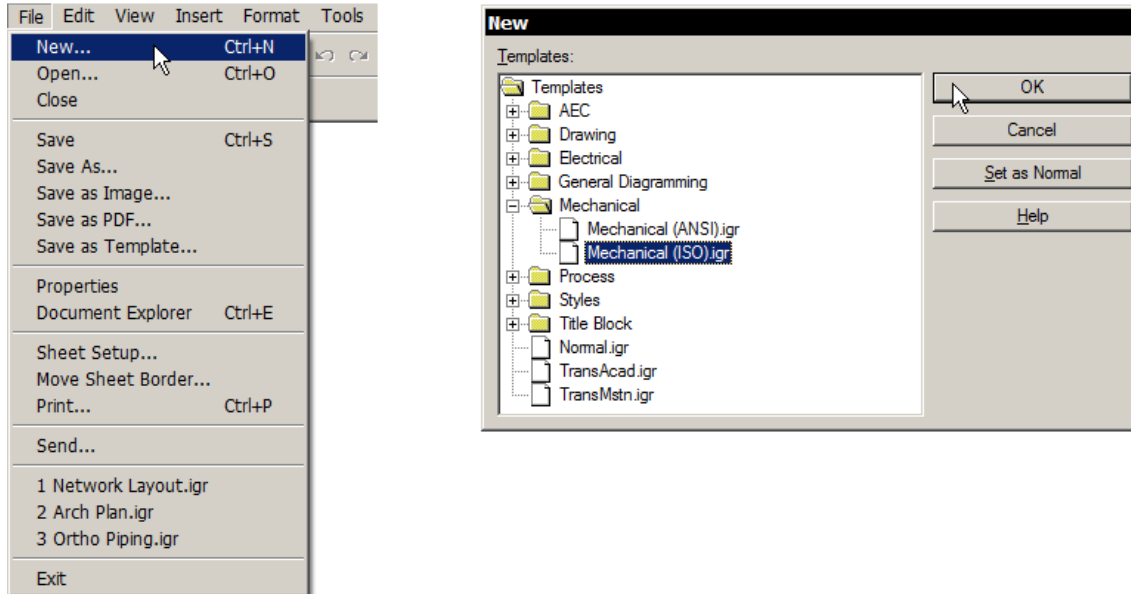 File Edit View Insert Format Tools
New... Ctrl+N
Open... Ctrl+O
Close
Save Ctrl+S
Save As...
Save as Image...
Save as PDF...
Save as Template...
Properties
Document Explorer Ctrl+E
Sheet Setup...
Move Sheet Border...
Print... Ctrl+P
Send...
1 Network Layout.igr
2 Arch Plan.igr
3 Ortho Piping.igr
Exit
New
Templates:
Templates
AEC
Drawing
Electrical
General Diagramming
Mechanical
Mechanical (ANSI).igr
Mechanical (ISO).igr
Process
Styles
Title Block
Normal.igr
TransAcad.igr
TransMstn.igr
OK
Cancel
Set as Normal
Help